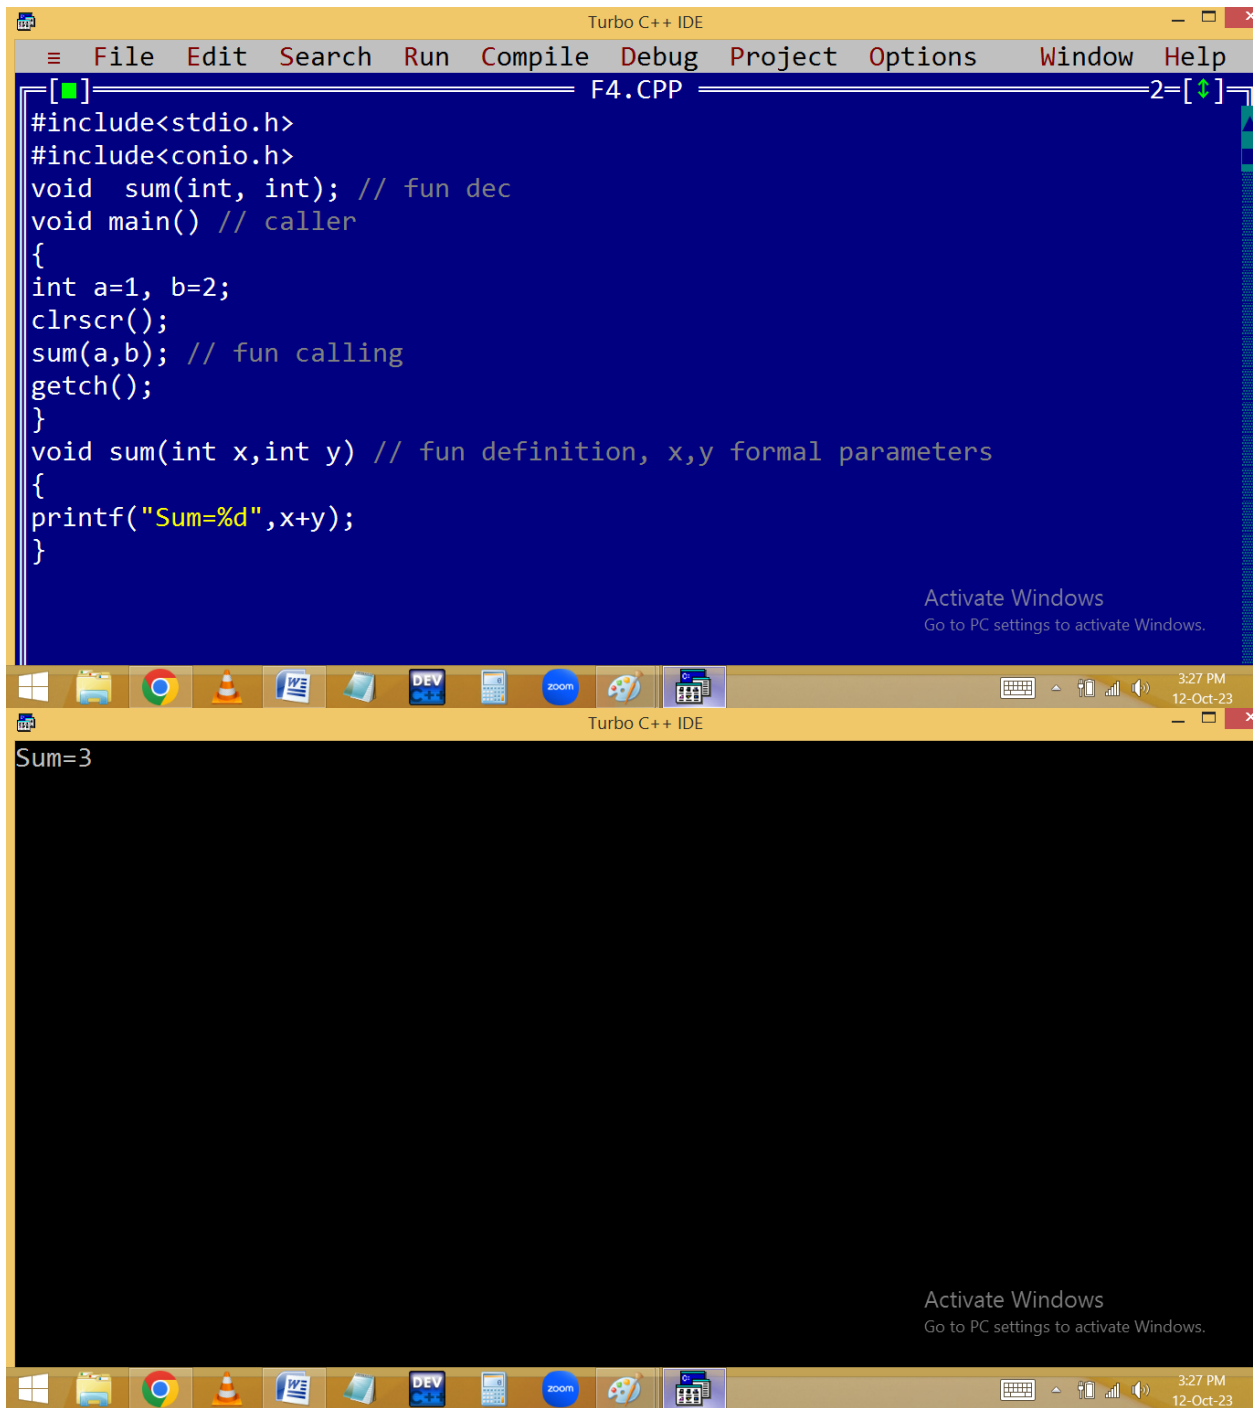 Turbo C++ IDE
≡ File Edit Search Run Compile Debug Project Options Window Help
[■] F4.CPP 2=[↕]
#include<stdio.h>
#include<conio.h>
void  sum(int, int); // fun dec
void main() // caller
{
int a=1, b=2;
clrscr();
sum(a,b); // fun calling
getch();
}
void sum(int x,int y) // fun definition, x,y formal parameters
{
printf("Sum=%d",x+y);
}
Activate Windows
Go to PC settings to activate Windows.
DEV C++ zoom 3:27 PM
12-Oct-23
Turbo C++ IDE
Sum=3
Activate Windows
Go to PC settings to activate Windows.
DEV C++ zoom 3:27 PM
12-Oct-23